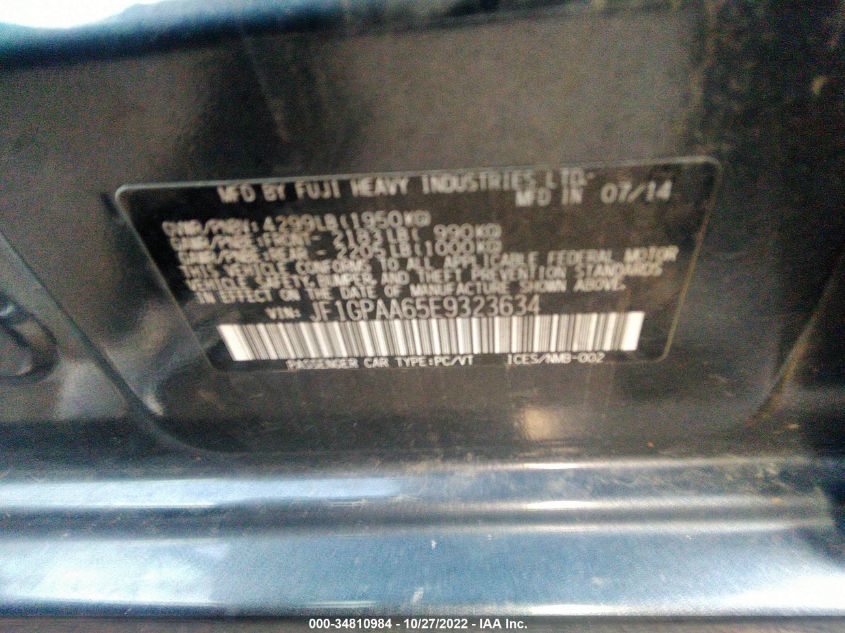 MFD BY FUJI HEAVY INDUSTRIES LTD.
MFD IN 07/14
GVWR/PNBV: 4299LB(1950KG)
GAWR/PNBE: FRONT- 2182LB( 990KG)
GAWR/PNBE: REAR - 2205LB(1000KG)
THIS VEHICLE CONFORMS TO ALL APPLICABLE FEDERAL MOTOR
VEHICLE SAFETY, BUMPER, AND THEFT PREVENTION STANDARDS
IN EFFECT ON THE DATE OF MANUFACTURE SHOWN ABOVE.
VIN: JF1GPAA65E9323634
PASSENGER CAR TYPE:PC/VT ICES/NMB-002
000-34810984 - 10/27/2022 - IAA Inc.